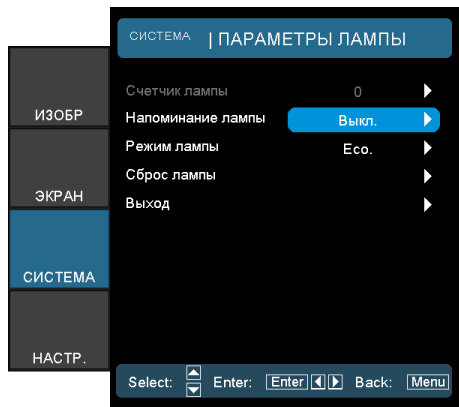 СИСТЕМА | ПАРАМЕТРЫ ЛАМПЫ
Счетчик лампы 0
ИЗОБР
Напоминание лампы Выкл.
Режим лампы Eco.
Сброс лампы
ЭКРАН
Выход
СИСТЕМА
НАСТР.
Select: Enter: Enter Back: Menu